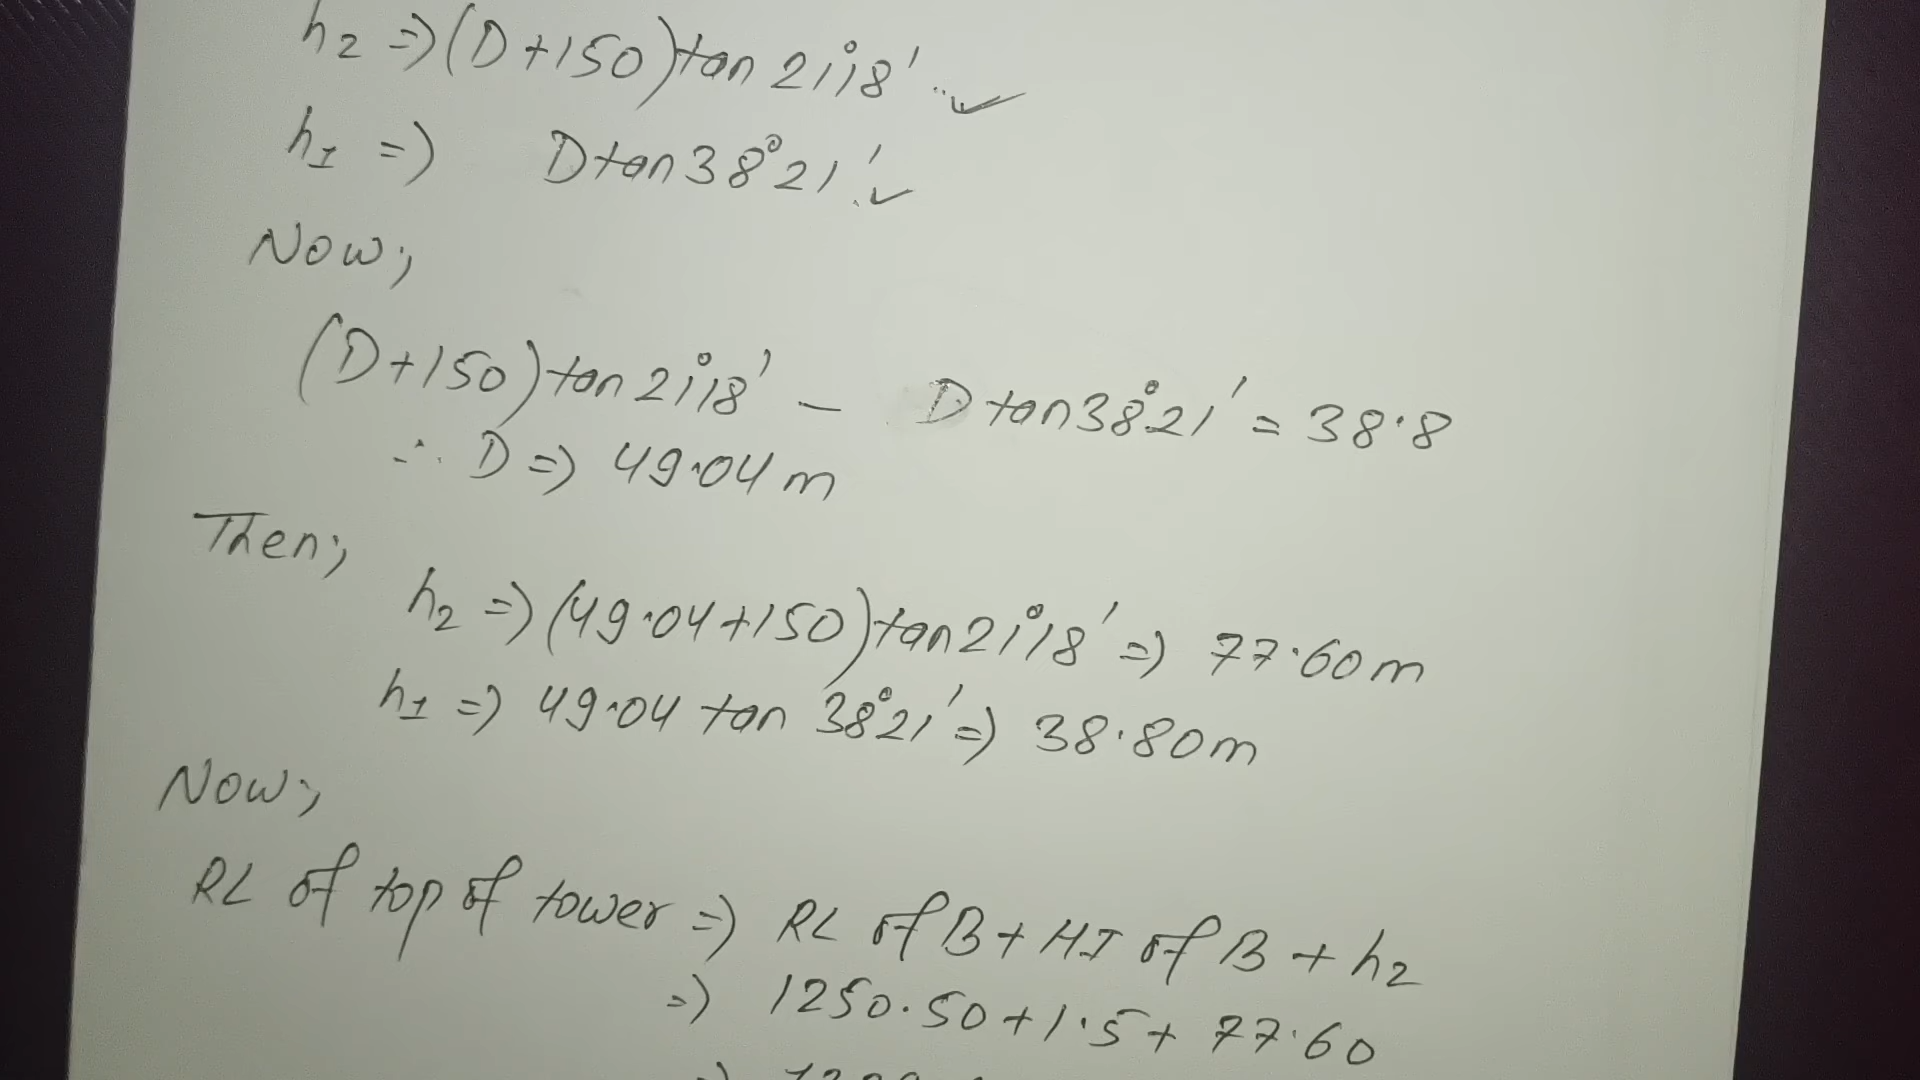 h2 => (D+150) tan 21°18'
h1 => D tan 38°21'
Now;
(D+150) tan 21°18' - D tan 38°21' = 38.8
∴ D => 49.04 m
Then;
h2 => (49.04+150) tan 21°18' => 77.60 m
h1 => 49.04 tan 38°21' => 38.80 m
Now;
RL of top of tower => RL of B + HI of B + h2
=> 1250.50 + 1.5 + 77.60